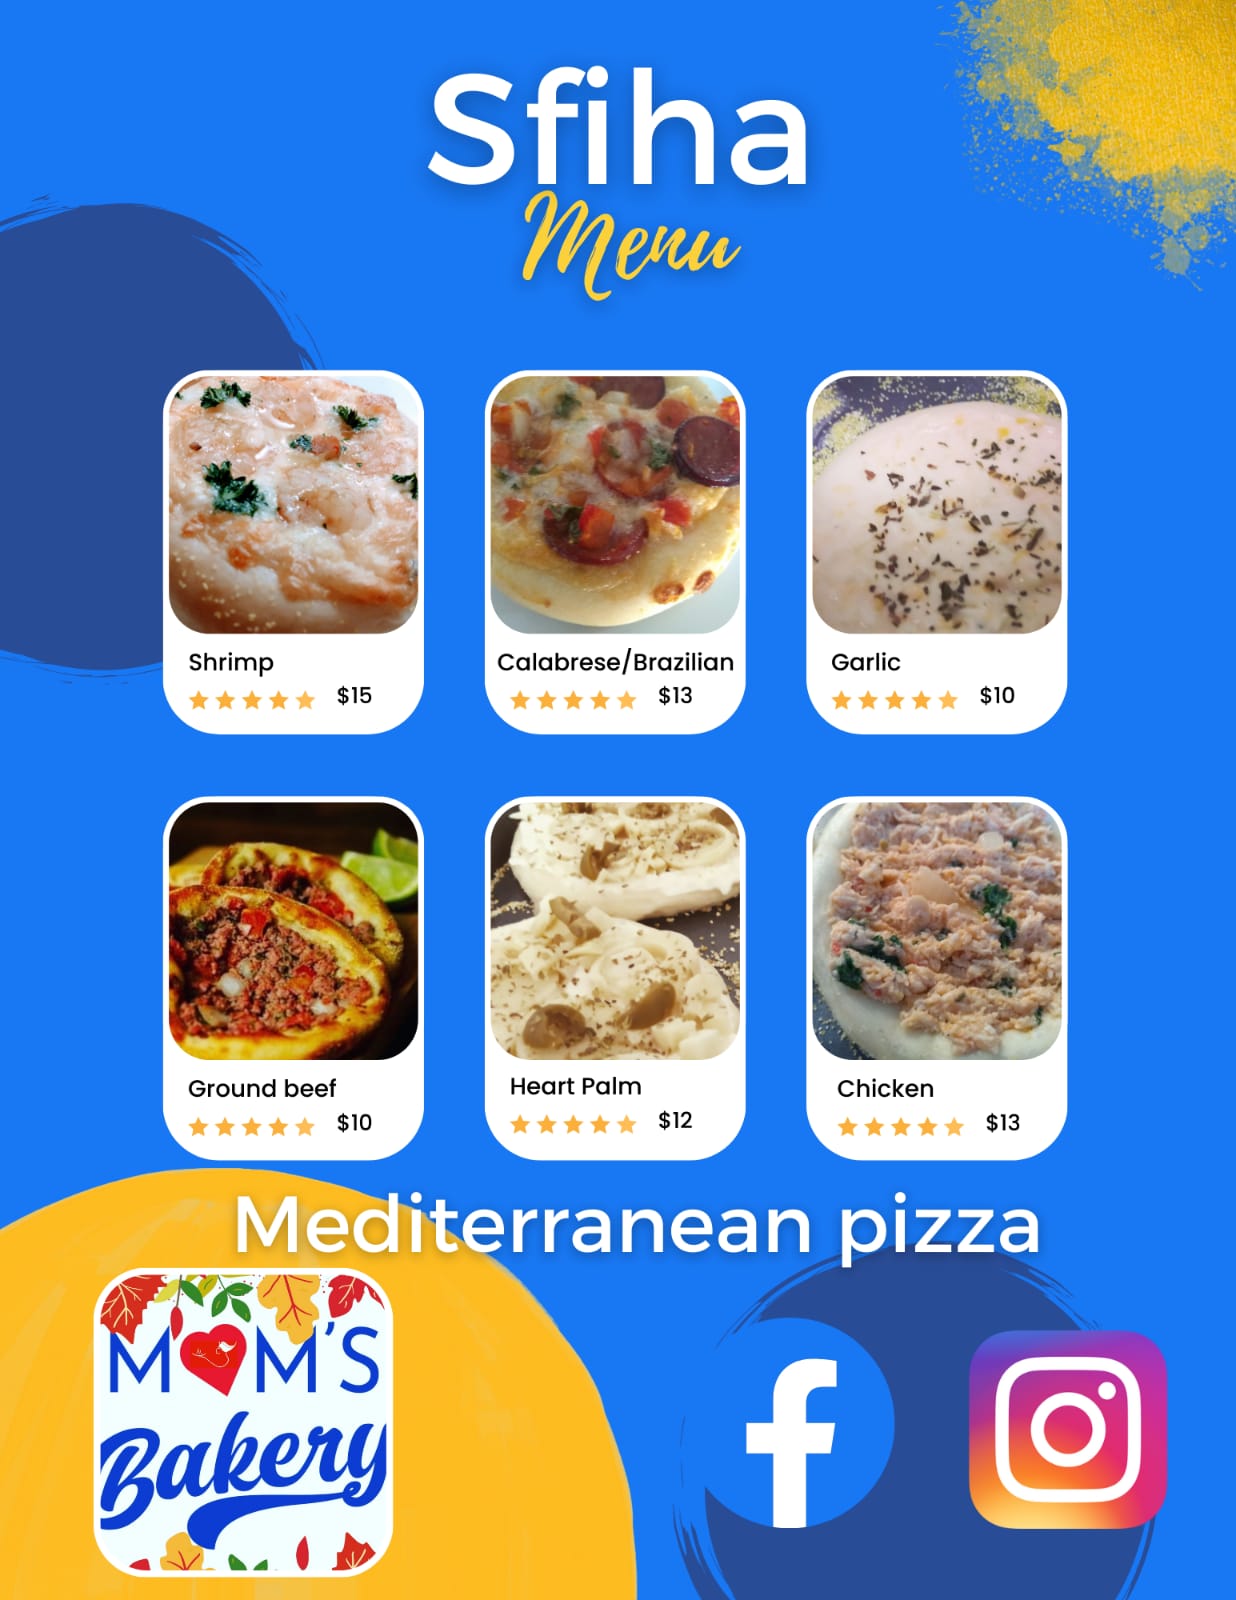 Sfiha
Menu
Shrimp
$15
Calabrese/Brazilian
$13
Garlic
$10
Ground beef
$10
Heart Palm
$12
Chicken
$13
Mediterranean pizza
MOM'S
Bakery